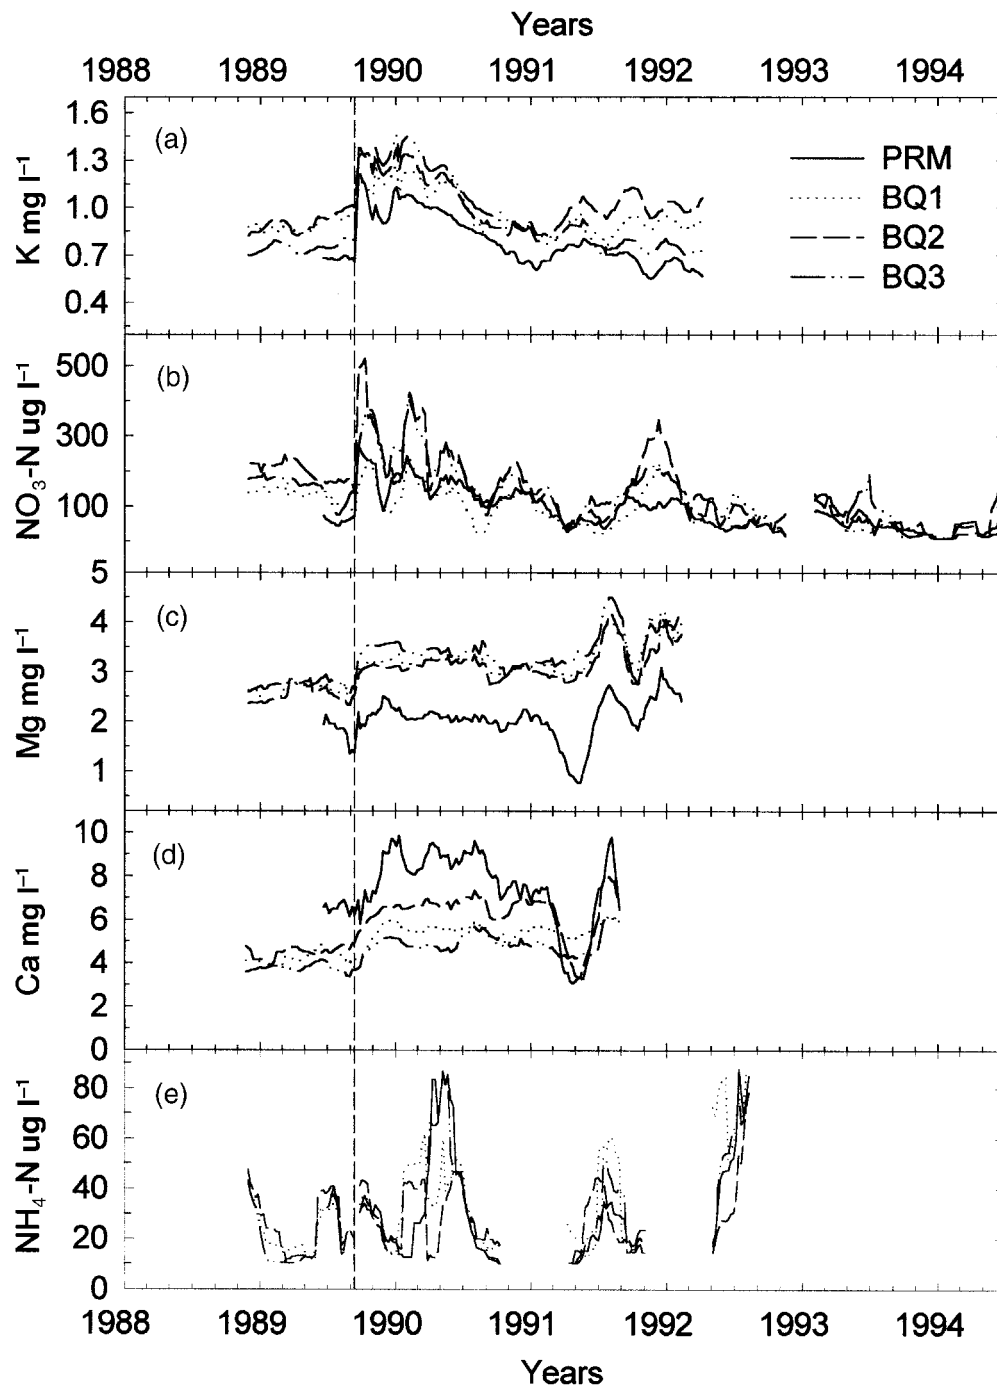 Years
1988 1989 1990 1991 1992 1993 1994
(a)
K mg l⁻¹
1.6
1.3
1.0
0.7
0.4
PRM
BQ1
BQ2
BQ3
(b)
NO₃-N ug l⁻¹
500
300
100
(c)
Mg mg l⁻¹
5
4
3
2
1
(d)
Ca mg l⁻¹
10
8
6
4
2
0
(e)
NH₄-N ug l⁻¹
80
60
40
20
0
1988 1989 1990 1991 1992 1993 1994
Years